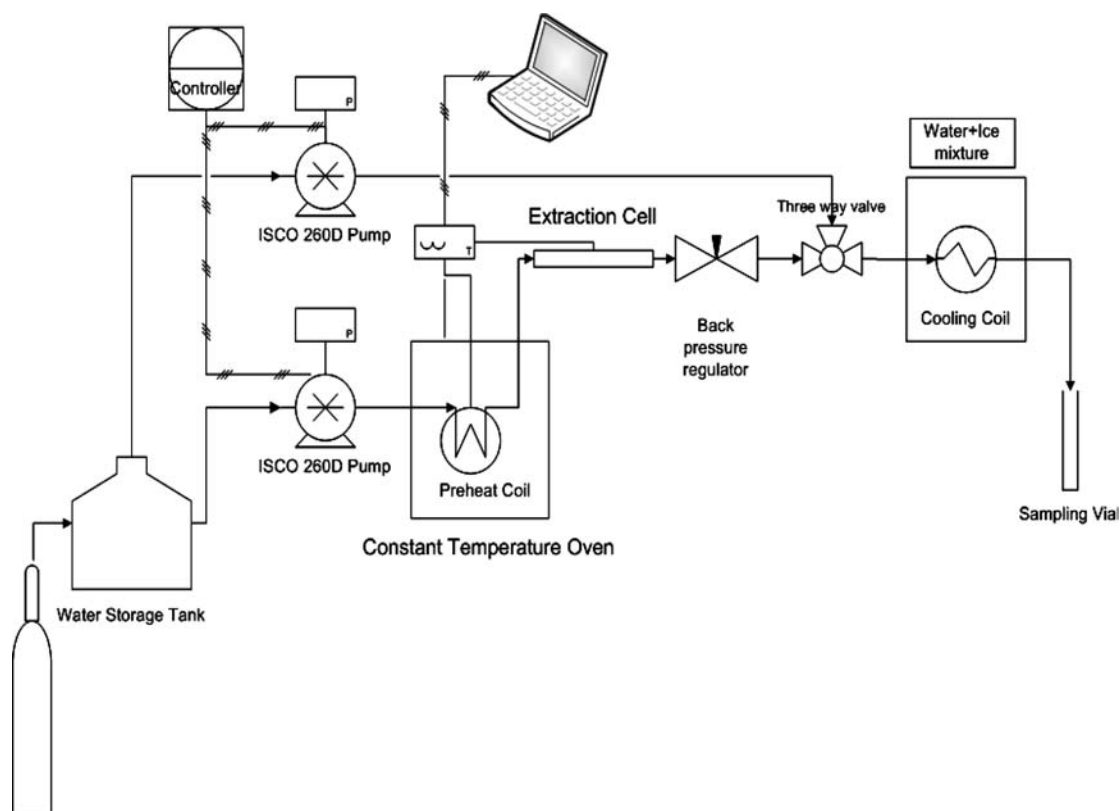 Controller
P
ISCO 260D Pump
Water+Ice
mixture
Three way valve
Extraction Cell
T
P
Back
pressure
regulator
Cooling Coil
ISCO 260D Pump
Preheat Coil
Constant Temperature Oven
Sampling Vial
Water Storage Tank